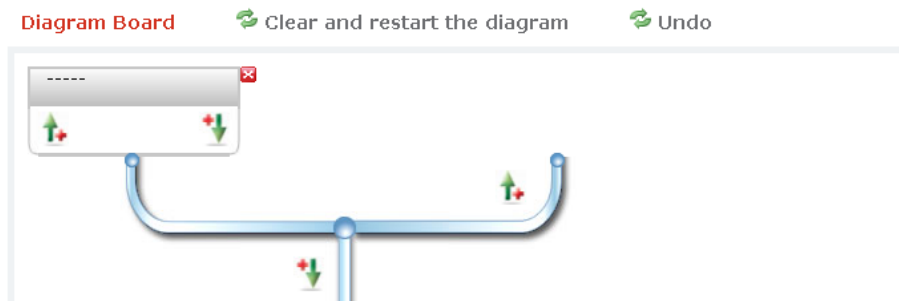 Diagram Board Clear and restart the diagram Undo
-----